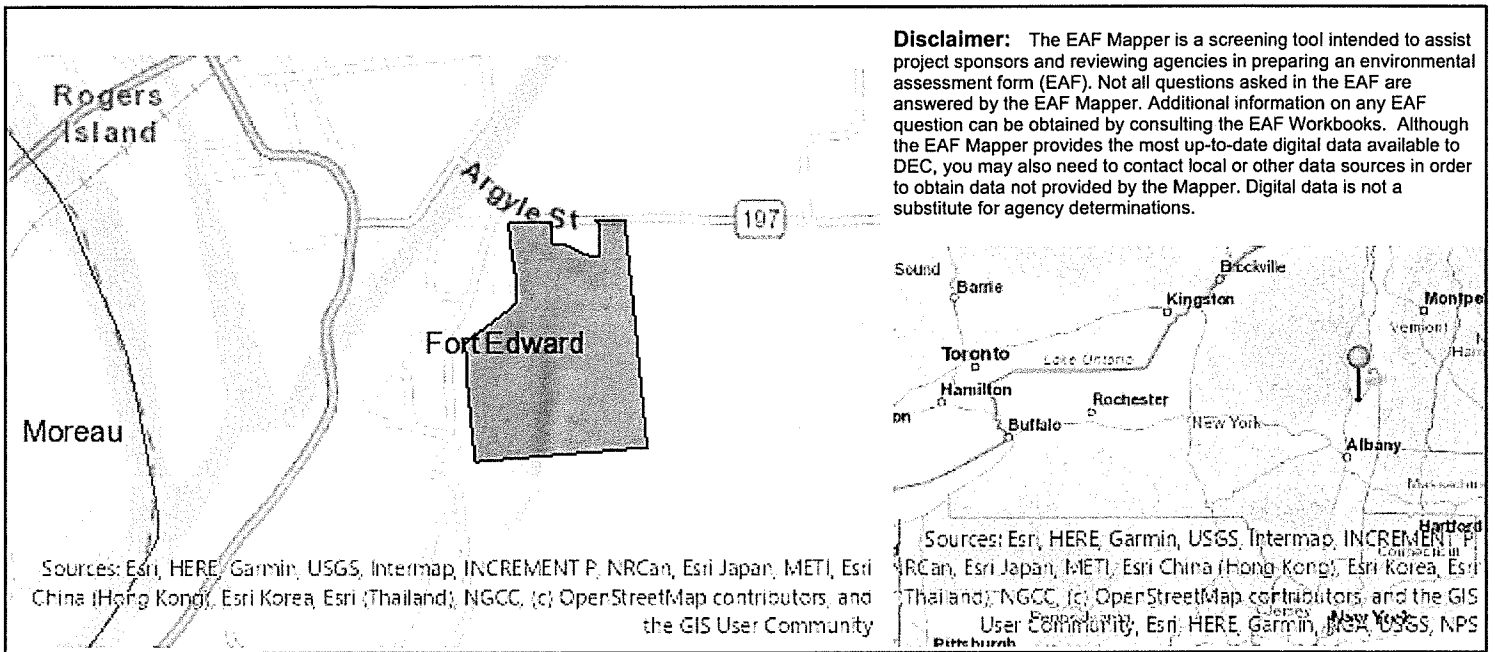 Disclaimer: The EAF Mapper is a screening tool intended to assist
project sponsors and reviewing agencies in preparing an environmental
assessment form (EAF). Not all questions asked in the EAF are
answered by the EAF Mapper. Additional information on any EAF
question can be obtained by consulting the EAF Workbooks. Although
the EAF Mapper provides the most up-to-date digital data available to
DEC, you may also need to contact local or other data sources in order
to obtain data not provided by the Mapper. Digital data is not a
substitute for agency determinations.
Rogers
Island
Argyle St
197
Fort Edward
Moreau
Sources: Esri, HERE, Garmin, USGS, Intermap, INCREMENT P, NRCan, Esri Japan, METI, Esri
China (Hong Kong), Esri Korea, Esri (Thailand), NGCC, (c) OpenStreetMap contributors, and
the GIS User Community
Sound
Barrie
Brockville
Kingston
Montpe
Vermont
Toronto
Lake Ontario
Hamilton
Rochester
on
Buffalo
New York
Albany
Massachus
Hartford
Sources: Esri, HERE, Garmin, USGS, Intermap, INCREMENT P,
NRCan, Esri Japan, METI, Esri China (Hong Kong), Esri Korea, Esri
(Thailand), NGCC, (c) OpenStreetMap contributors, and the GIS
User Community, Esri, HERE, Garmin, NGA, USGS, NPS
New York
Pittsburgh